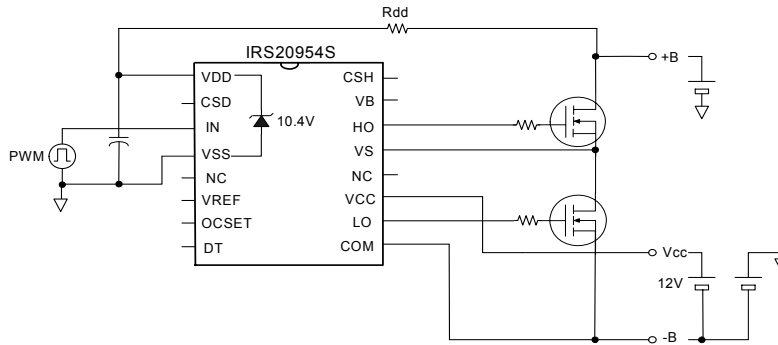 Rdd
IRS20954S
+B
VDD
CSH
CSD
VB
10.4V
IN
HO
PWM
VSS
VS
NC
NC
VREF
VCC
OCSET
LO
DT
COM
Vcc
12V
-B